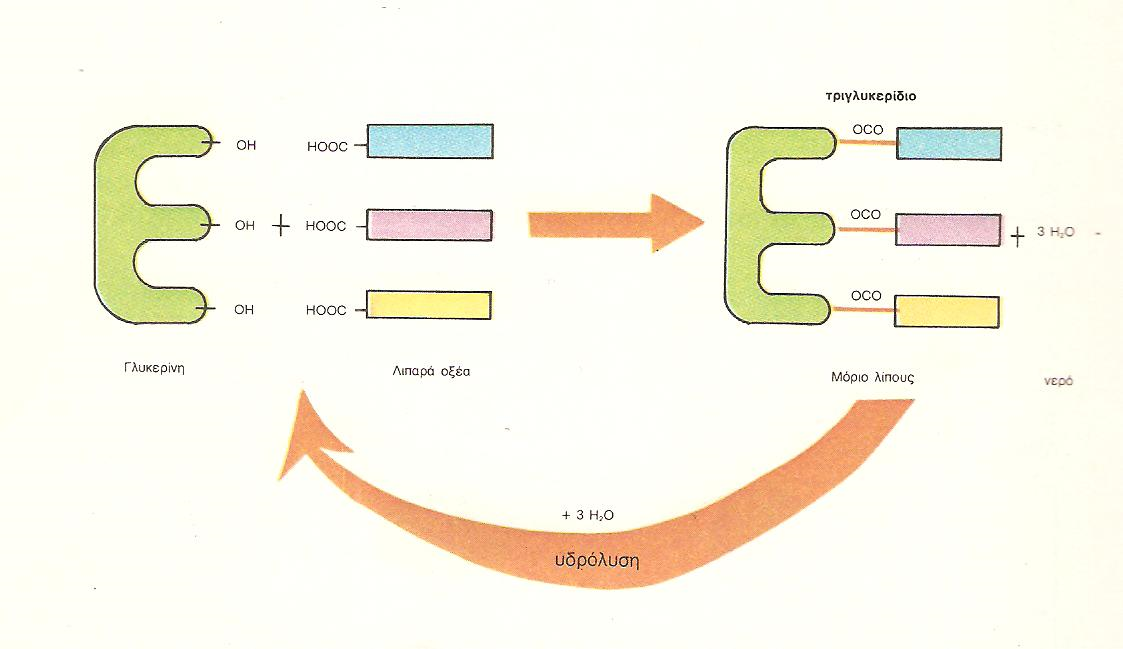 τριγλυκερίδιο
OH
HOOC
OCO
OH
+
HOOC
OCO
+
3 H₂O
OH
HOOC
OCO
Γλυκερίνη
Λιπαρά οξέα
Μόριο λίπους
νερό
+ 3 H₂O
υδρόλυση